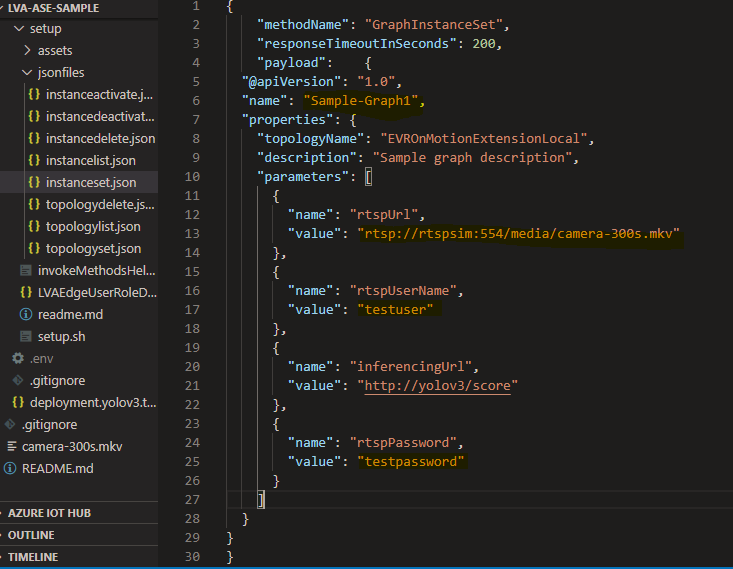 LVA-ASE-SAMPLE
setup
assets
jsonfiles
{} instanceactivate.j...
{} instancedeactivat...
{} instancedelete.json
{} instancelist.json
{} instanceset.json
{} topologydelete.js...
{} topologylist.json
{} topologyset.json
invokeMethodsHel...
{} LVAEdgeUserRoleD...
readme.md
setup.sh
.env
.gitignore
{} deployment.yolov3.t...
.gitignore
camera-300s.mkv
README.md
AZURE IOT HUB
OUTLINE
TIMELINE
1 {
2 "methodName": "GraphInstanceSet",
3 "responseTimeoutInSeconds": 200,
4 "payload": {
5 "@apiVersion": "1.0",
6 "name": "Sample-Graph1",
7 "properties": {
8 "topologyName": "EVROnMotionExtensionLocal",
9 "description": "Sample graph description",
10 "parameters": [
11 {
12 "name": "rtspUrl",
13 "value": "rtsp://rtspsim:554/media/camera-300s.mkv"
14 },
15 {
16 "name": "rtspUserName",
17 "value": "testuser"
18 },
19 {
20 "name": "inferencingUrl",
21 "value": "http://yolov3/score"
22 },
23 {
24 "name": "rtspPassword",
25 "value": "testpassword"
26 }
27 ]
28 }
29 }
30 }